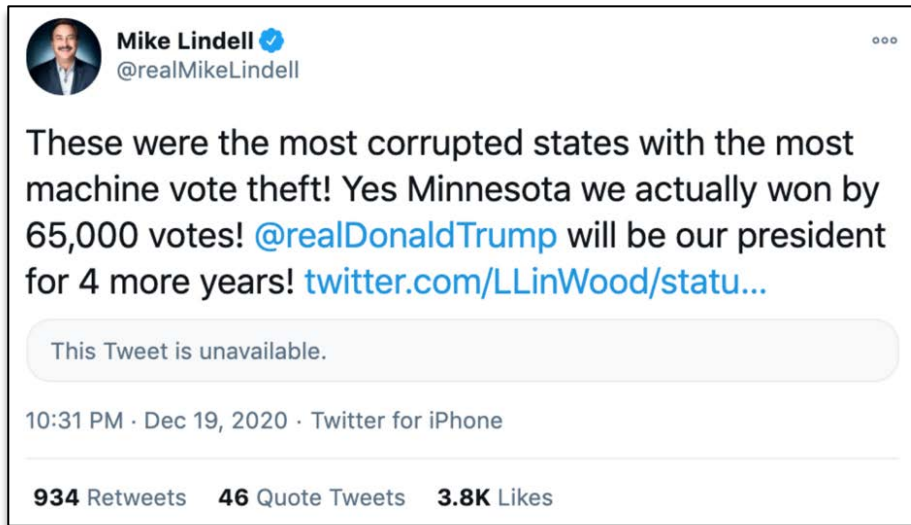 Mike Lindell
@realMikeLindell
These were the most corrupted states with the most
machine vote theft! Yes Minnesota we actually won by
65,000 votes! @realDonaldTrump will be our president
for 4 more years! twitter.com/LLinWood/statu...
This Tweet is unavailable.
10:31 PM · Dec 19, 2020 · Twitter for iPhone
934 Retweets 46 Quote Tweets 3.8K Likes